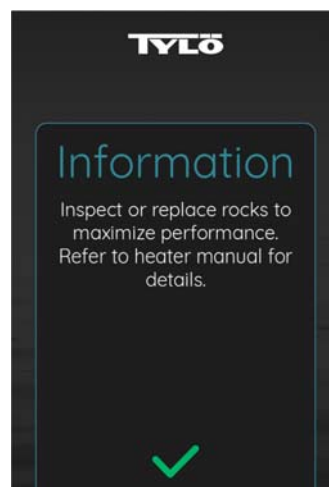 TYLÖ
Information
Inspect or replace rocks to
maximize performance.
Refer to heater manual for
details.